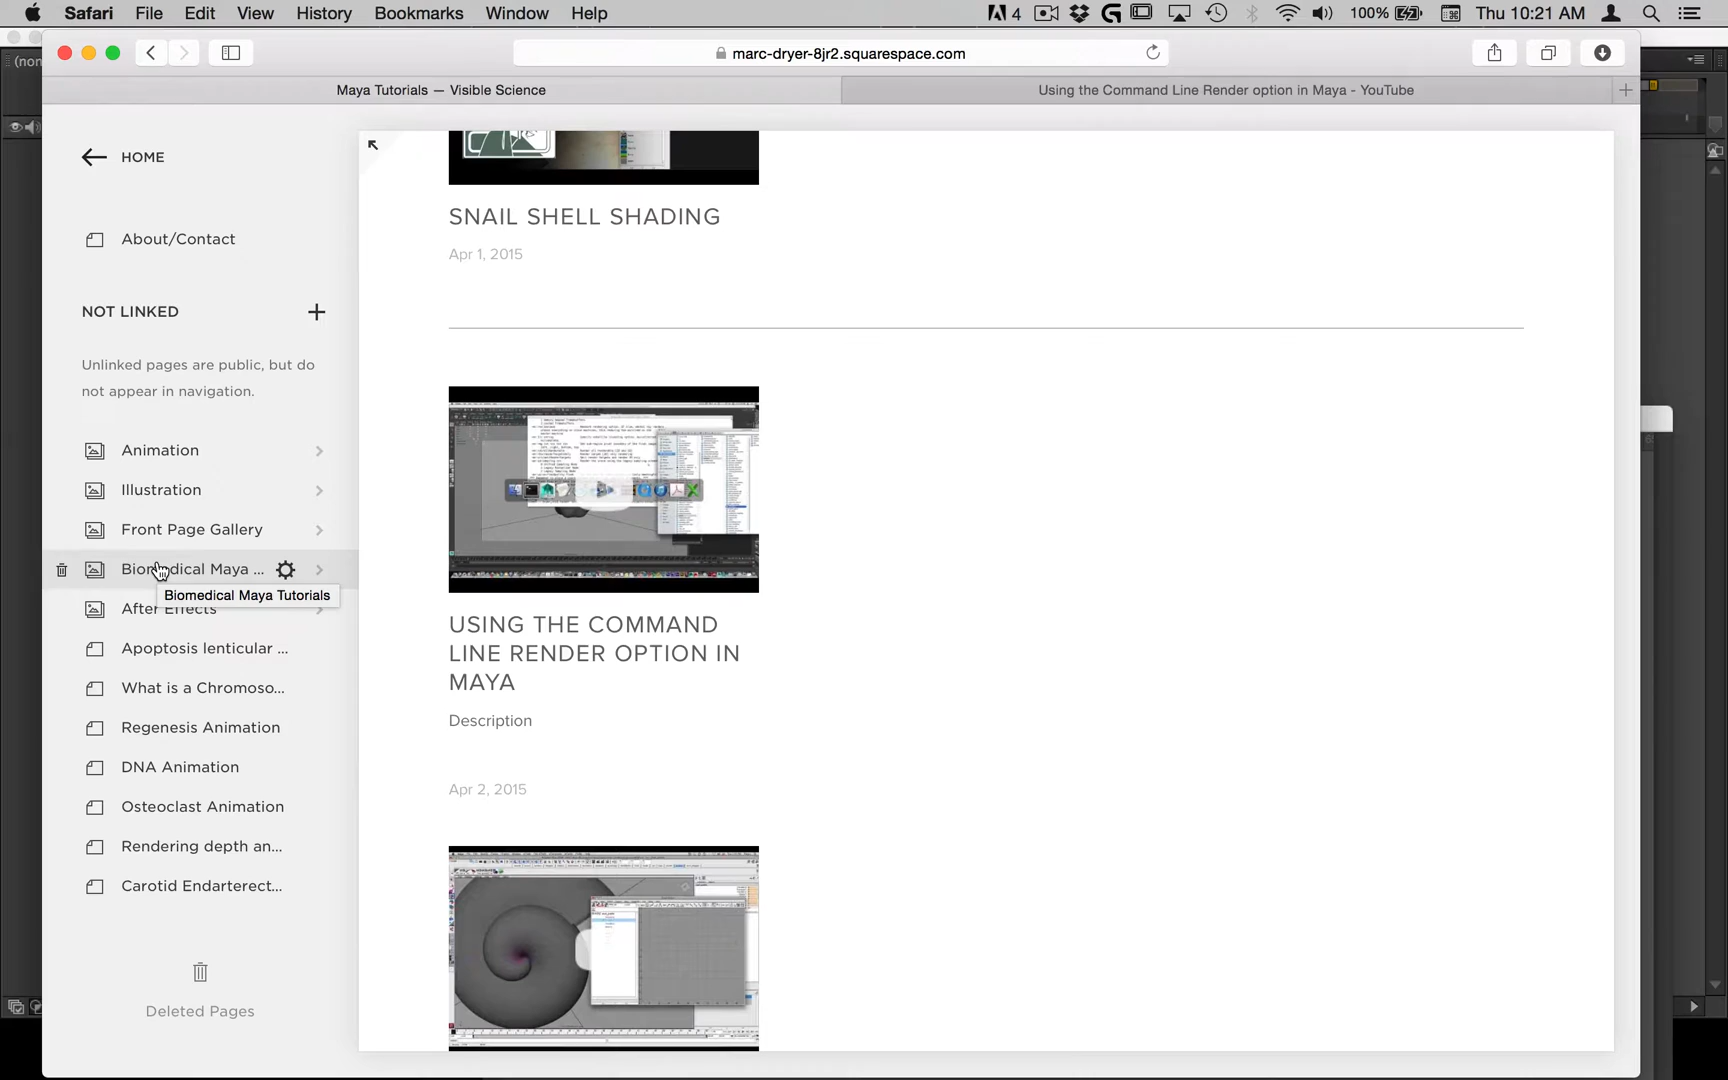 Safari File Edit View History Bookmarks Window Help 4 100% Thu 10:21 AM
(non
marc-dryer-8jr2.squarespace.com
Maya Tutorials — Visible Science
Using the Command Line Render option in Maya - YouTube
HOME
About/Contact
NOT LINKED
Unlinked pages are public, but do
not appear in navigation.
Animation
Illustration
Front Page Gallery
Biomedical Maya ...
Biomedical Maya Tutorials
After Effects
Apoptosis lenticular ...
What is a Chromoso...
Regenesis Animation
DNA Animation
Osteoclast Animation
Rendering depth an...
Carotid Endarterect...
Deleted Pages
SNAIL SHELL SHADING
Apr 1, 2015
USING THE COMMAND
LINE RENDER OPTION IN
MAYA
Description
Apr 2, 2015